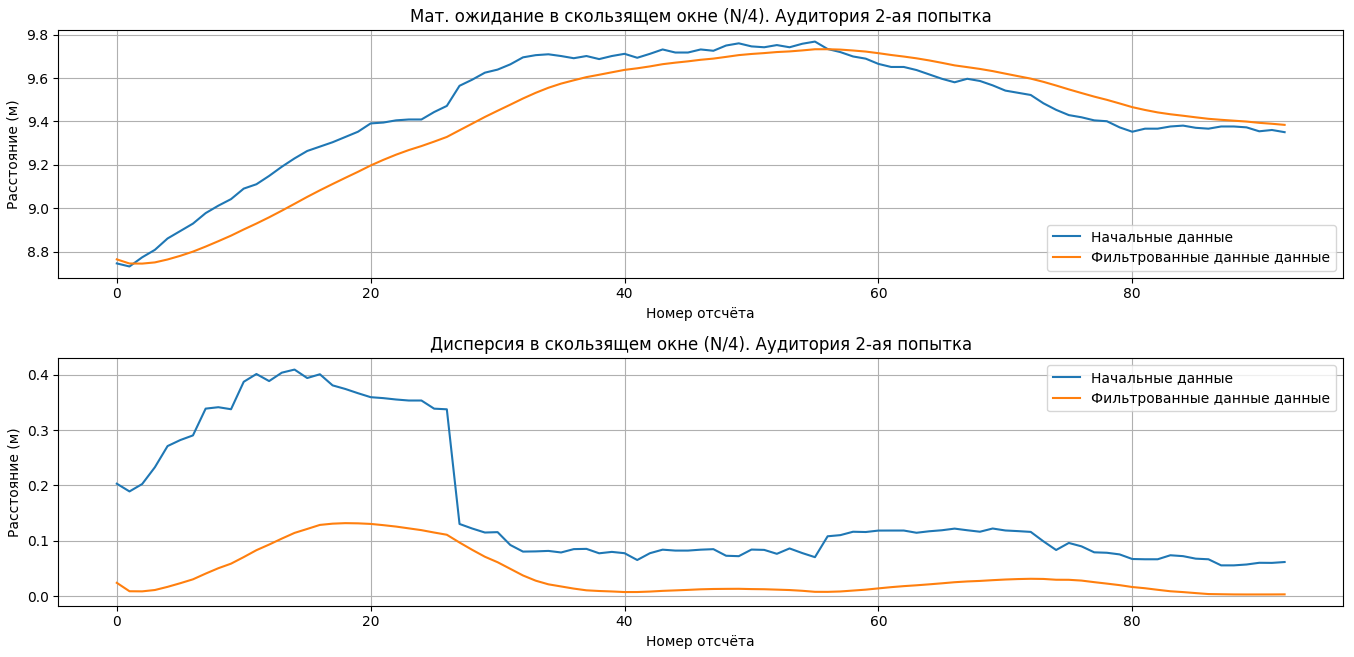 Мат. ожидание в скользящем окне (N/4). Аудитория 2-ая попытка
9.8
9.6
9.4
9.2
9.0
8.8
Расстояние (м)
Начальные данные
Фильтрованные данные данные
0 20 40 60 80
Номер отсчёта
Дисперсия в скользящем окне (N/4). Аудитория 2-ая попытка
0.4
0.3
0.2
0.1
0.0
Расстояние (м)
Начальные данные
Фильтрованные данные данные
0 20 40 60 80
Номер отсчёта